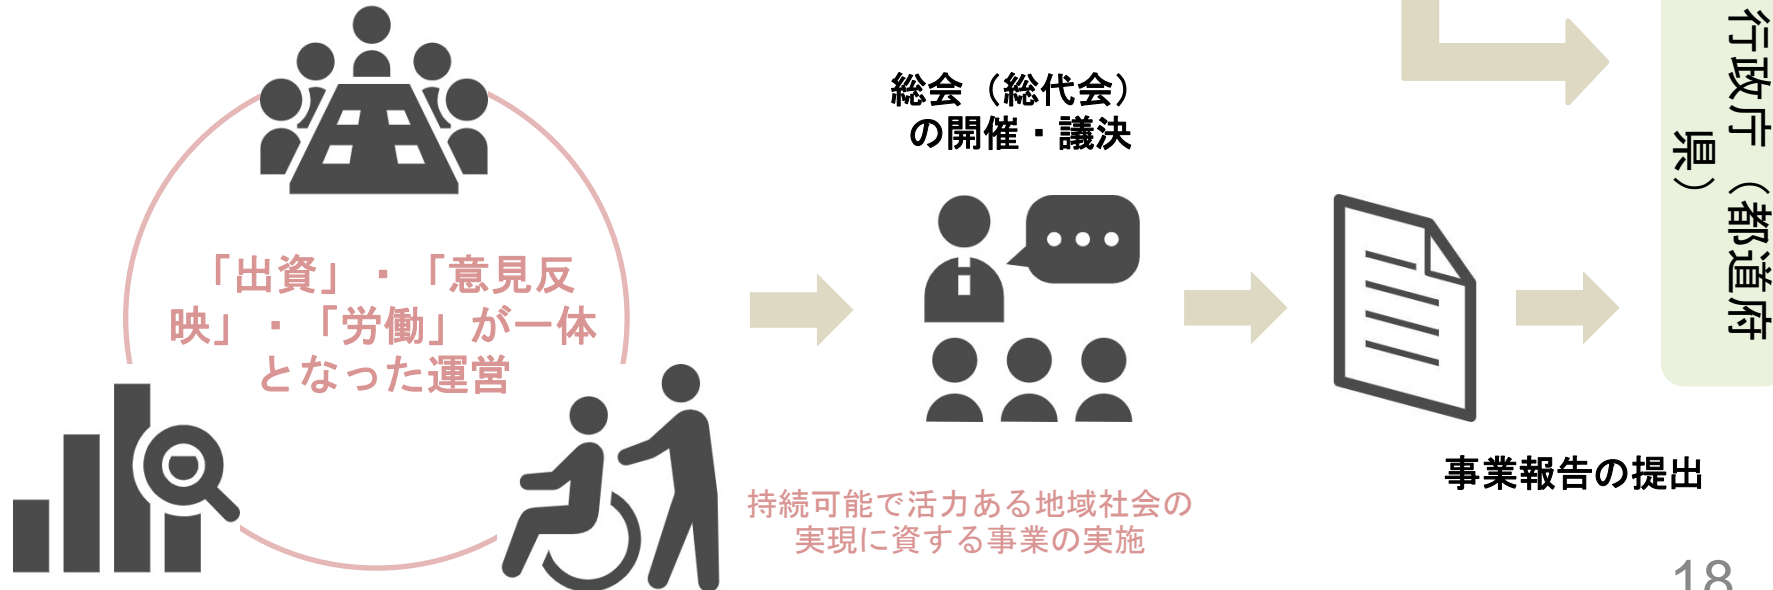 総会（総代会）
の開催・議決
「出資」・「意見反
映」・「労働」が一体
となった運営
持続可能で活力ある地域社会の
実現に資する事業の実施
事業報告の提出
行政庁（都道府
県）
18